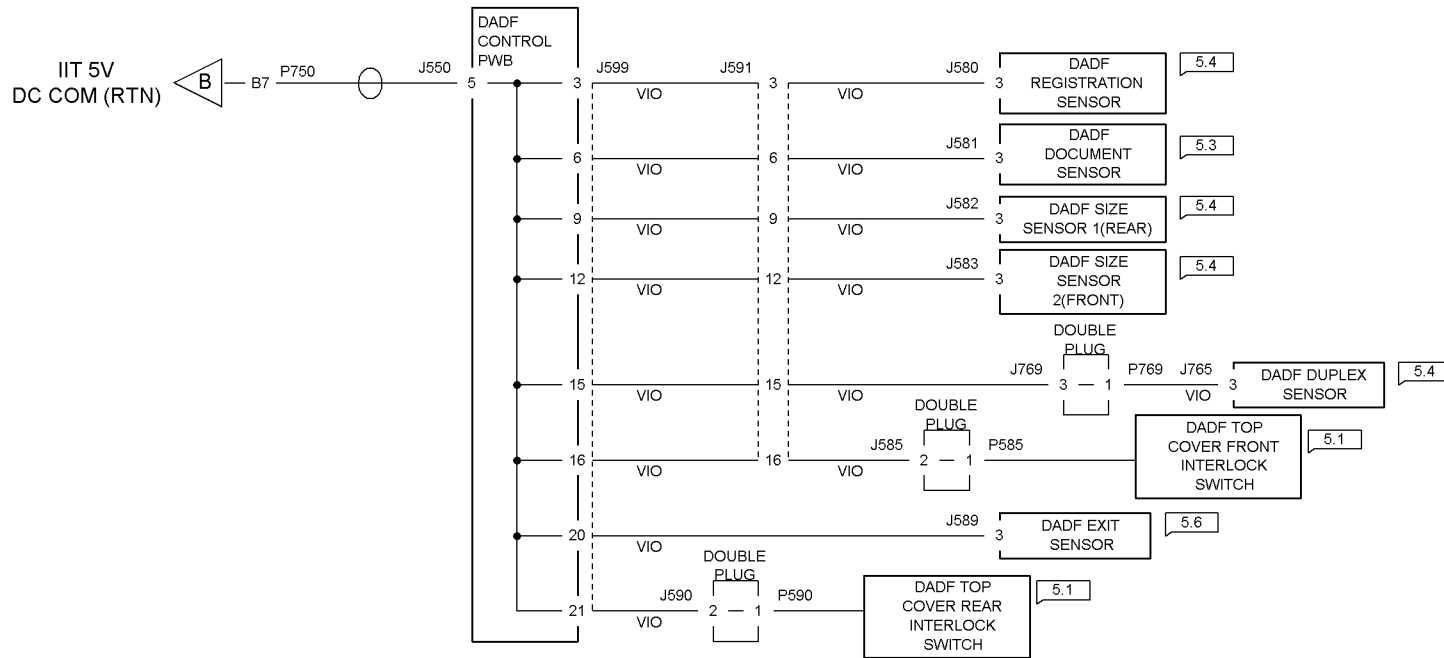 DADF
CONTROL
PWB
IIT 5V
DC COM (RTN)
B
B7
P750
J550
5
3
J599
VIO
J591
3
VIO
J580
3
DADF
REGISTRATION
SENSOR
5.4
6
VIO
6
VIO
J581
3
DADF
DOCUMENT
SENSOR
5.3
9
VIO
9
VIO
J582
3
DADF SIZE
SENSOR 1(REAR)
5.4
12
VIO
12
VIO
J583
3
DADF SIZE
SENSOR
2(FRONT)
5.4
15
VIO
15
VIO
J769
DOUBLE
PLUG
3 1
P769
J765
VIO
3
DADF DUPLEX
SENSOR
5.4
16
VIO
16
VIO
J585
DOUBLE
PLUG
2 1
P585
DADF TOP
COVER FRONT
INTERLOCK
SWITCH
5.1
20
VIO
J589
3
DADF EXIT
SENSOR
5.6
21
VIO
J590
DOUBLE
PLUG
2 1
P590
DADF TOP
COVER REAR
INTERLOCK
SWITCH
5.1